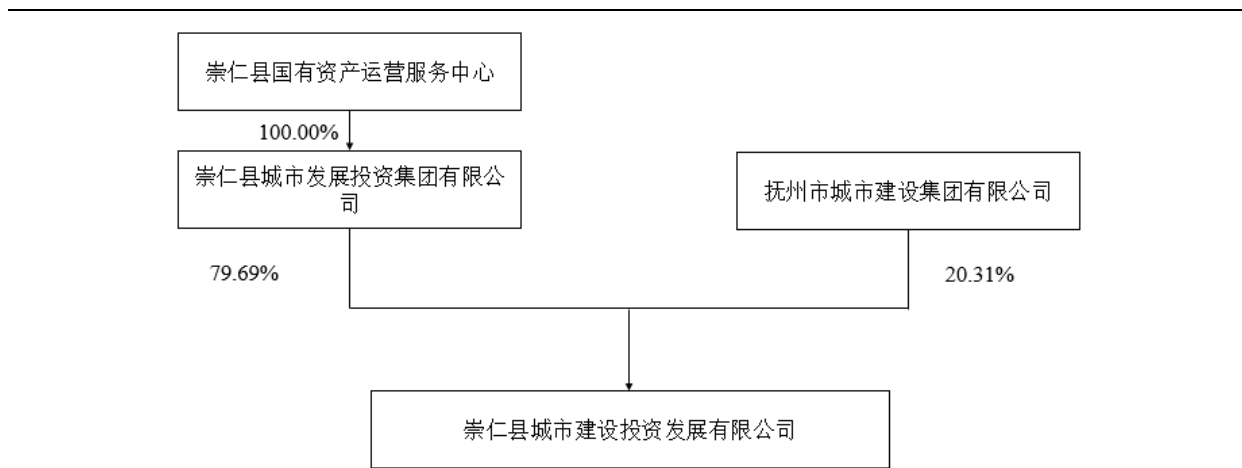 崇仁县国有资产运营服务中心
100.00%
崇仁县城市发展投资集团有限公
司
抚州市城市建设集团有限公司
79.69%
20.31%
崇仁县城市建设投资发展有限公司